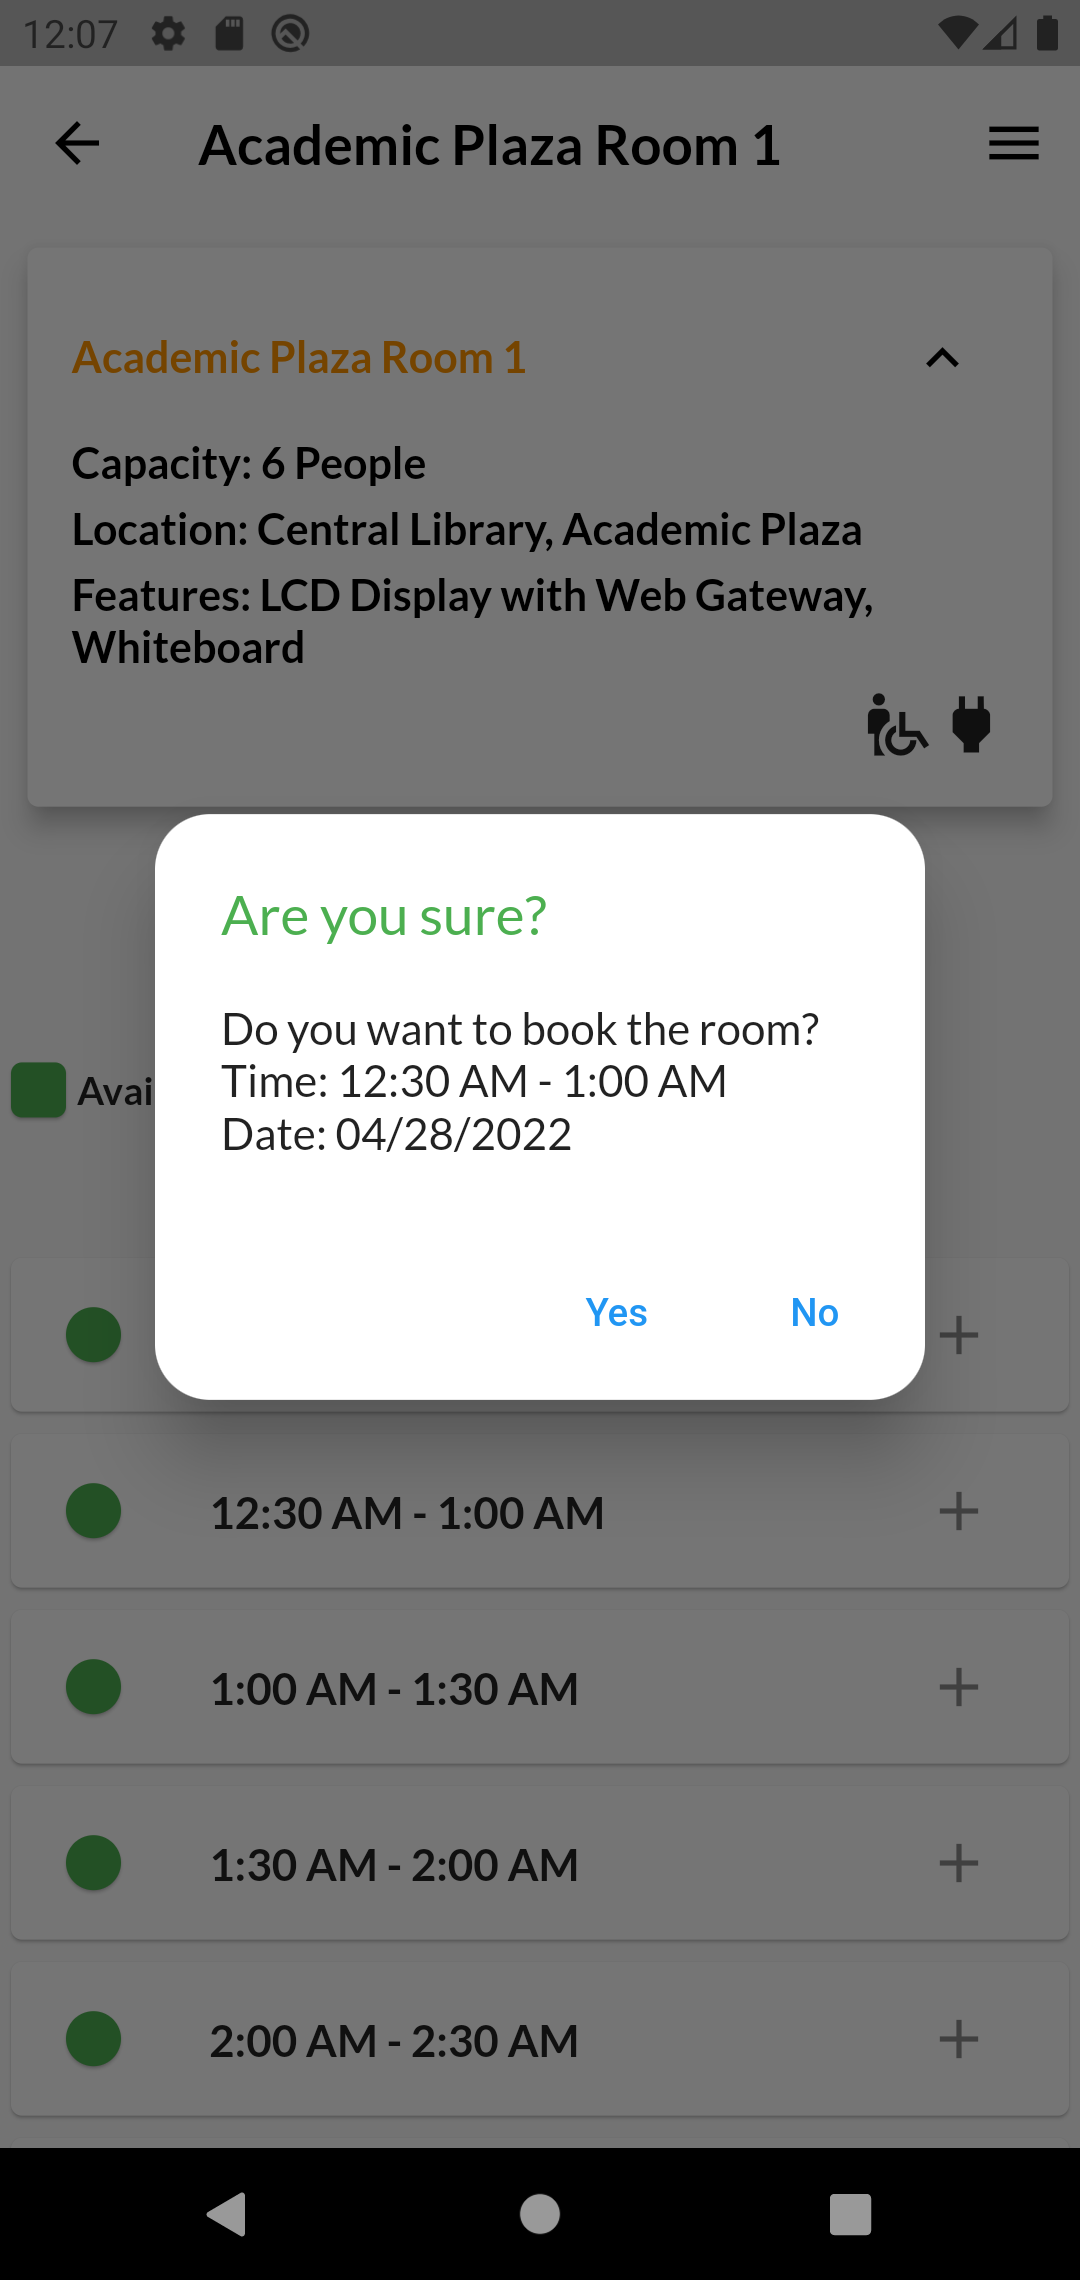 12:07
Academic Plaza Room 1
Academic Plaza Room 1
Capacity: 6 People
Location: Central Library, Academic Plaza
Features: LCD Display with Web Gateway,
Whiteboard
Are you sure?
Do you want to book the room?
Time: 12:30 AM - 1:00 AM
Date: 04/28/2022
Avai
Yes No
12:30 AM - 1:00 AM
1:00 AM - 1:30 AM
1:30 AM - 2:00 AM
2:00 AM - 2:30 AM